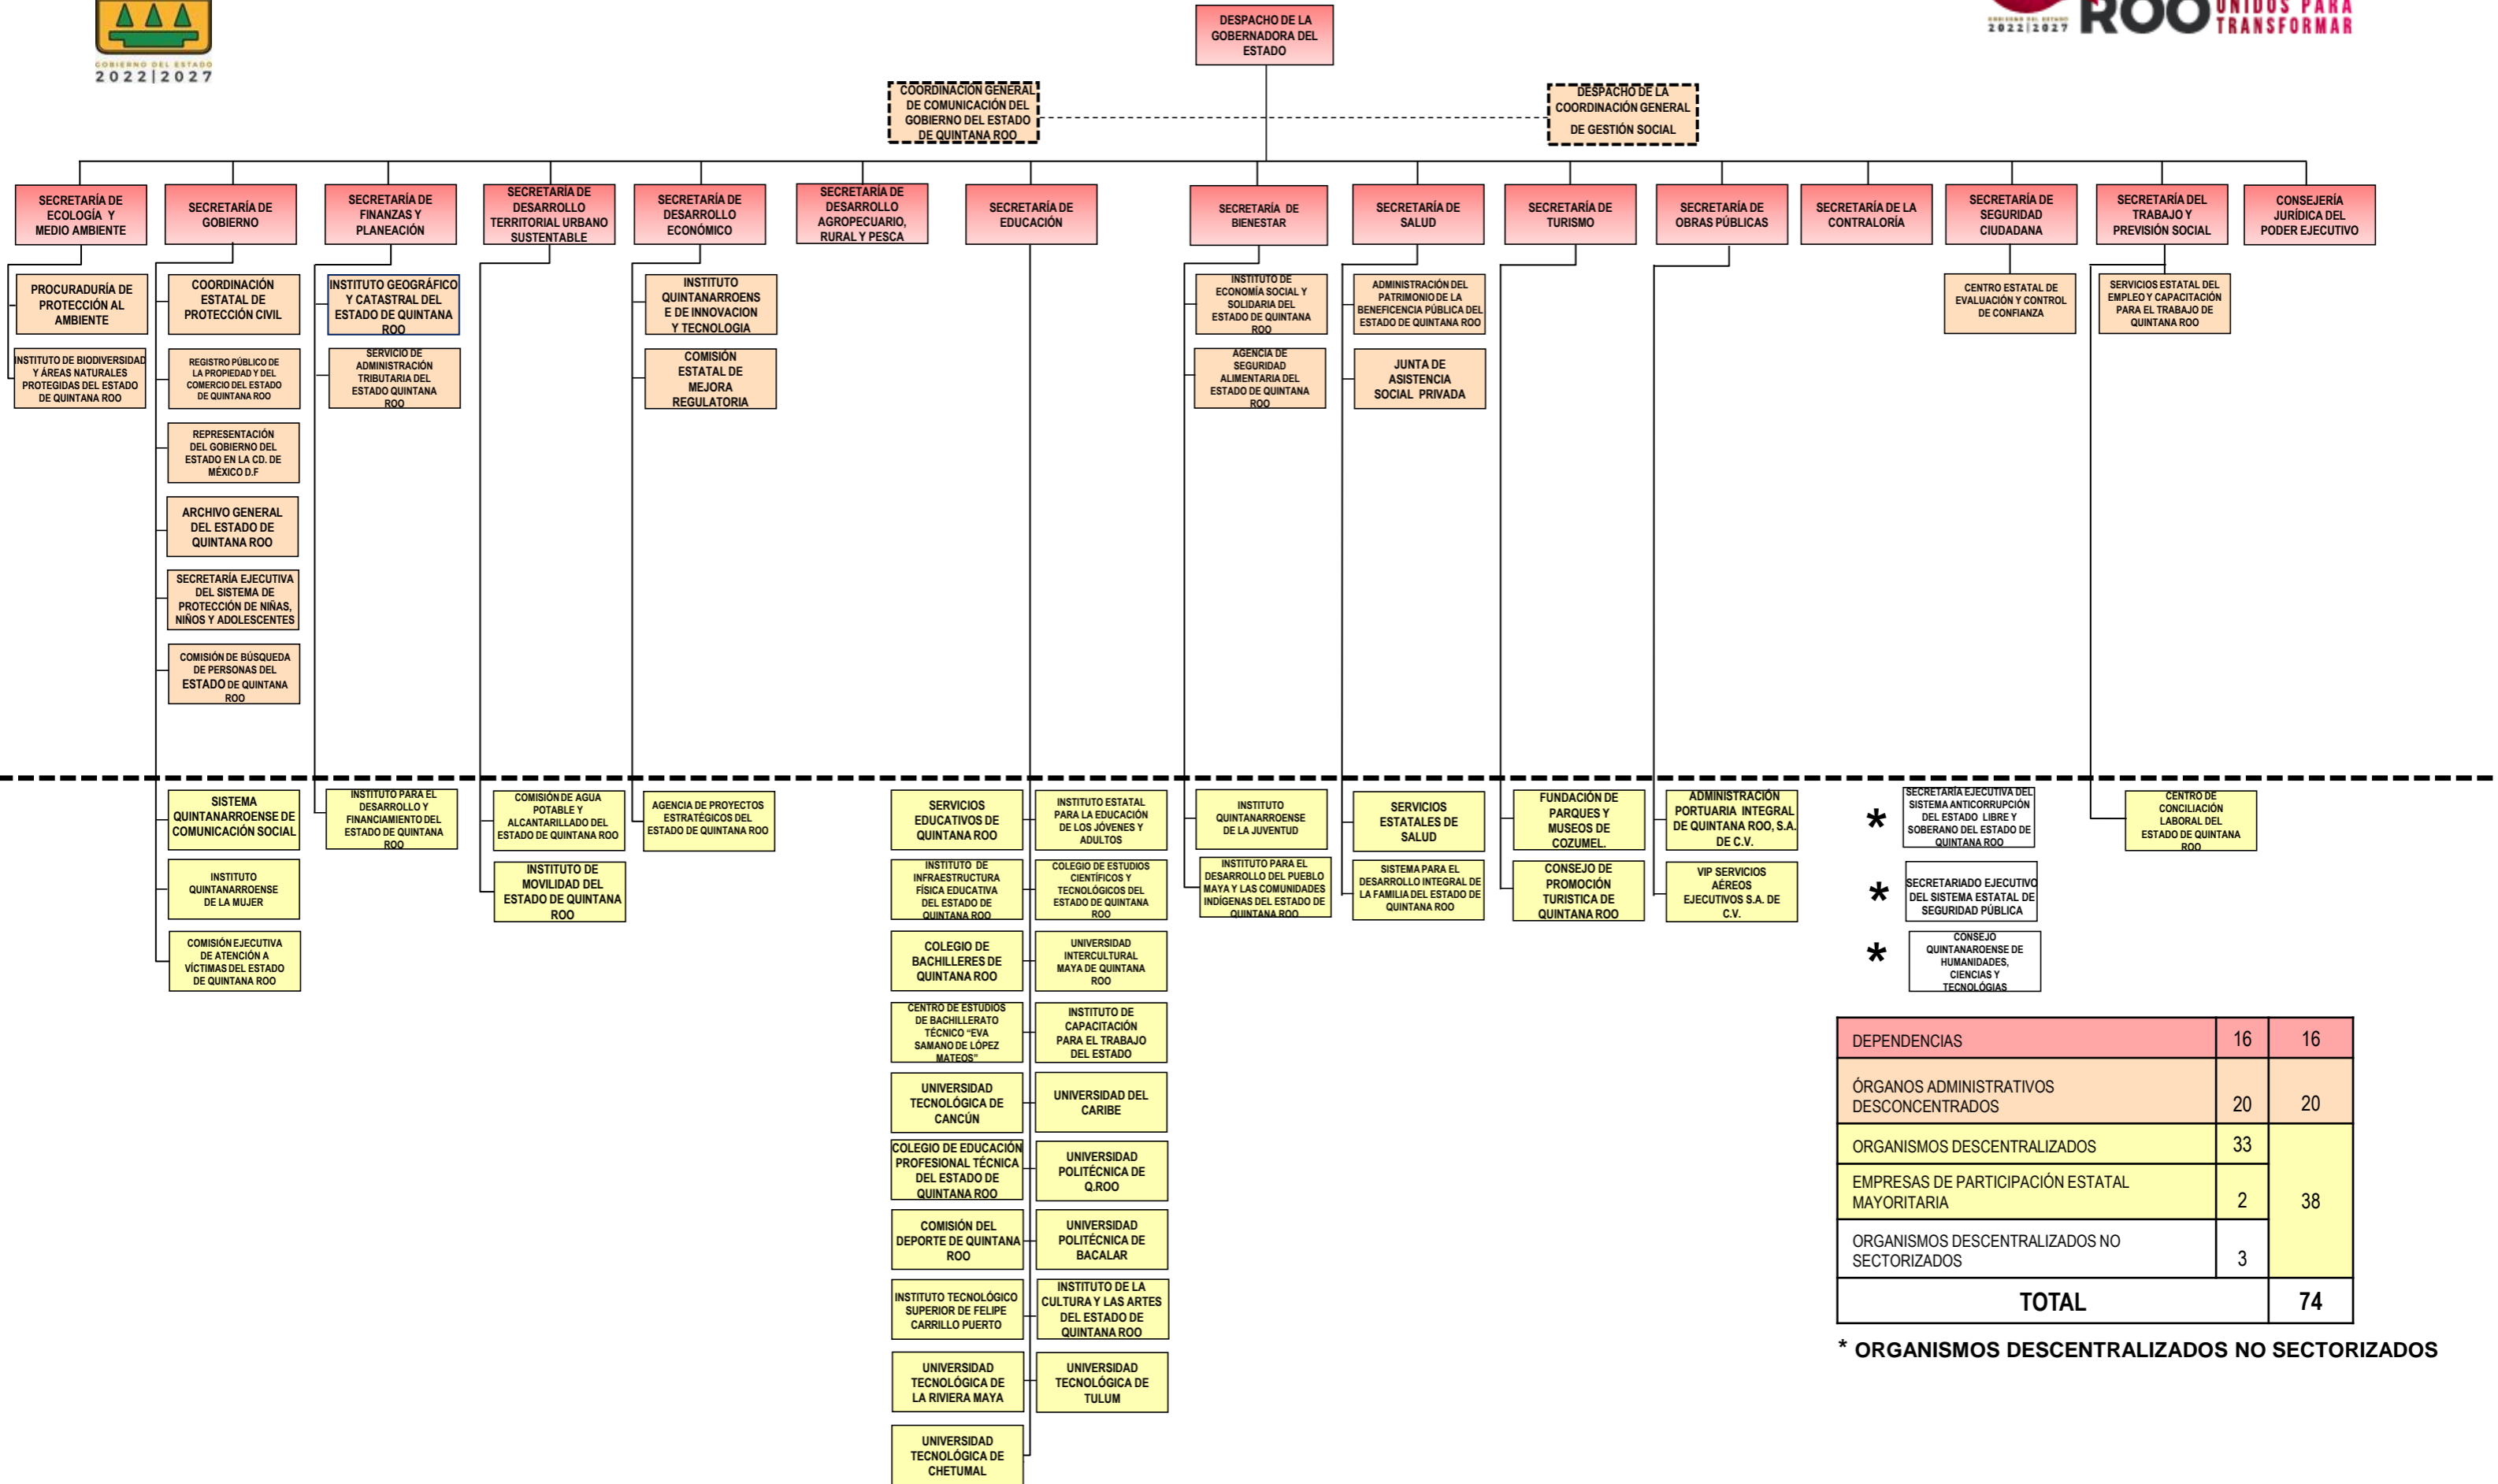 GOBIERNO DEL ESTADO
2022|2027
GOBIERNO DEL ESTADO
2022|2027
ROO
UNIDOS PARA
TRANSFORMAR
DESPACHO DE LA
GOBERNADORA DEL
ESTADO
COORDINACIÓN GENERAL
DE COMUNICACIÓN DEL
GOBIERNO DEL ESTADO
DE QUINTANA ROO
DESPACHO DE LA
COORDINACIÓN GENERAL
DE GESTIÓN SOCIAL
SECRETARÍA DE
ECOLOGÍA Y
MEDIO AMBIENTE
SECRETARÍA DE
GOBIERNO
SECRETARÍA DE
FINANZAS Y
PLANEACIÓN
SECRETARÍA DE
DESARROLLO
TERRITORIAL URBANO
SUSTENTABLE
SECRETARÍA DE
DESARROLLO
ECONÓMICO
SECRETARÍA DE
DESARROLLO
AGROPECUARIO,
RURAL Y PESCA
SECRETARÍA DE
EDUCACIÓN
SECRETARÍA DE
BIENESTAR
SECRETARÍA DE
SALUD
SECRETARÍA DE
TURISMO
SECRETARÍA DE
OBRAS PÚBLICAS
SECRETARÍA DE LA
CONTRALORÍA
SECRETARÍA DE
SEGURIDAD
CIUDADANA
SECRETARÍA DEL
TRABAJO Y
PREVISIÓN SOCIAL
CONSEJERÍA
JURÍDICA DEL
PODER EJECUTIVO
PROCURADURÍA DE
PROTECCIÓN AL
AMBIENTE
COORDINACIÓN
ESTATAL DE
PROTECCIÓN CIVIL
INSTITUTO GEOGRÁFICO
Y CATASTRAL DEL
ESTADO DE QUINTANA
ROO
INSTITUTO
QUINTANARROENS
E DE INNOVACION
Y TECNOLOGIA
INSTITUTO DE
ECONOMÍA SOCIAL Y
SOLIDARIA DEL
ESTADO DE QUINTANA
ROO
ADMINISTRACIÓN DEL
PATRIMONIO DE LA
BENEFICENCIA PÚBLICA DEL
ESTADO DE QUINTANA ROO
CENTRO ESTATAL DE
EVALUACIÓN Y CONTROL
DE CONFIANZA
SERVICIOS ESTATAL DEL
EMPLEO Y CAPACITACIÓN
PARA EL TRABAJO DE
QUINTANA ROO
INSTITUTO DE BIODIVERSIDAD
Y ÁREAS NATURALES
PROTEGIDAS DEL ESTADO
DE QUINTANA ROO
REGISTRO PÚBLICO DE
LA PROPIEDAD Y DEL
COMERCIO DEL ESTADO
DE QUINTANA ROO
SERVICIO DE
ADMINISTRACIÓN
TRIBUTARIA DEL
ESTADO QUINTANA
ROO
COMISIÓN
ESTATAL DE
MEJORA
REGULATORIA
AGENCIA DE
SEGURIDAD
ALIMENTARIA DEL
ESTADO DE QUINTANA
ROO
JUNTA DE
ASISTENCIA
SOCIAL PRIVADA
REPRESENTACIÓN
DEL GOBIERNO DEL
ESTADO EN LA CD. DE
MÉXICO D.F
ARCHIVO GENERAL
DEL ESTADO DE
QUINTANA ROO
SECRETARÍA EJECUTIVA
DEL SISTEMA DE
PROTECCIÓN DE NIÑAS,
NIÑOS Y ADOLESCENTES
COMISIÓN DE BÚSQUEDA
DE PERSONAS DEL
ESTADO DE QUINTANA
ROO
SISTEMA
QUINTANARROENSE DE
COMUNICACIÓN SOCIAL
INSTITUTO PARA EL
DESARROLLO Y
FINANCIAMIENTO DEL
ESTADO DE QUINTANA
ROO
COMISIÓN DE AGUA
POTABLE Y
ALCANTARILLADO DEL
ESTADO DE QUINTANA ROO
AGENCIA DE PROYECTOS
ESTRATÉGICOS DEL
ESTADO DE QUINTANA ROO
SERVICIOS
EDUCATIVOS DE
QUINTANA ROO
INSTITUTO ESTATAL
PARA LA EDUCACIÓN
DE LOS JÓVENES Y
ADULTOS
INSTITUTO
QUINTANARROENSE
DE LA JUVENTUD
SERVICIOS
ESTATALES DE
SALUD
FUNDACIÓN DE
PARQUES Y
MUSEOS DE
COZUMEL.
ADMINISTRACIÓN
PORTUARIA INTEGRAL
DE QUINTANA ROO, S.A.
DE C.V.
*
SECRETARÍA EJECUTIVA DEL
SISTEMA ANTICORRUPCIÓN
DEL ESTADO LIBRE Y
SOBERANO DEL ESTADO DE
QUINTANA ROO
CENTRO DE
CONCILIACIÓN
LABORAL DEL
ESTADO DE QUINTANA
ROO
INSTITUTO
QUINTANARROENSE
DE LA MUJER
INSTITUTO DE
MOVILIDAD DEL
ESTADO DE QUINTANA
ROO
INSTITUTO DE
INFRAESTRUCTURA
FÍSICA EDUCATIVA
DEL ESTADO DE
QUINTANA ROO
COLEGIO DE ESTUDIOS
CIENTÍFICOS Y
TECNOLÓGICOS DEL
ESTADO DE QUINTANA
ROO
INSTITUTO PARA EL
DESARROLLO DEL PUEBLO
MAYA Y LAS COMUNIDADES
INDÍGENAS DEL ESTADO DE
QUINTANA ROO
SISTEMA PARA EL
DESARROLLO INTEGRAL DE
LA FAMILIA DEL ESTADO DE
QUINTANA ROO
CONSEJO DE
PROMOCIÓN
TURISTICA DE
QUINTANA ROO
VIP SERVICIOS
AÉREOS
EJECUTIVOS S.A. DE
C.V.
*
SECRETARIADO EJECUTIVO
DEL SISTEMA ESTATAL DE
SEGURIDAD PÚBLICA
COMISIÓN EJECUTIVA
DE ATENCIÓN A
VÍCTIMAS DEL ESTADO
DE QUINTANA ROO
COLEGIO DE
BACHILLERES DE
QUINTANA ROO
UNIVERSIDAD
INTERCULTURAL
MAYA DE QUINTANA
ROO
*
CONSEJO
QUINTANAROENSE DE
HUMANIDADES,
CIENCIAS Y
TECNOLÓGIAS
CENTRO DE ESTUDIOS
DE BACHILLERATO
TÉCNICO “EVA
SAMANO DE LÓPEZ
MATEOS”
INSTITUTO DE
CAPACITACIÓN
PARA EL TRABAJO
DEL ESTADO
UNIVERSIDAD
TECNOLÓGICA DE
CANCÚN
UNIVERSIDAD DEL
CARIBE
COLEGIO DE EDUCACIÓN
PROFESIONAL TÉCNICA
DEL ESTADO DE
QUINTANA ROO
UNIVERSIDAD
POLITÉCNICA DE
Q.ROO
COMISIÓN DEL
DEPORTE DE QUINTANA
ROO
UNIVERSIDAD
POLITÉCNICA DE
BACALAR
INSTITUTO TECNOLÓGICO
SUPERIOR DE FELIPE
CARRILLO PUERTO
INSTITUTO DE LA
CULTURA Y LAS ARTES
DEL ESTADO DE
QUINTANA ROO
UNIVERSIDAD
TECNOLÓGICA DE
LA RIVIERA MAYA
UNIVERSIDAD
TECNOLÓGICA DE
TULUM
UNIVERSIDAD
TECNOLÓGICA DE
CHETUMAL
DEPENDENCIAS 16 16
ÓRGANOS ADMINISTRATIVOS
DESCONCENTRADOS 20 20
ORGANISMOS DESCENTRALIZADOS 33
EMPRESAS DE PARTICIPACIÓN ESTATAL
MAYORITARIA 2 38
ORGANISMOS DESCENTRALIZADOS NO
SECTORIZADOS 3
TOTAL 74
* ORGANISMOS DESCENTRALIZADOS NO SECTORIZADOS